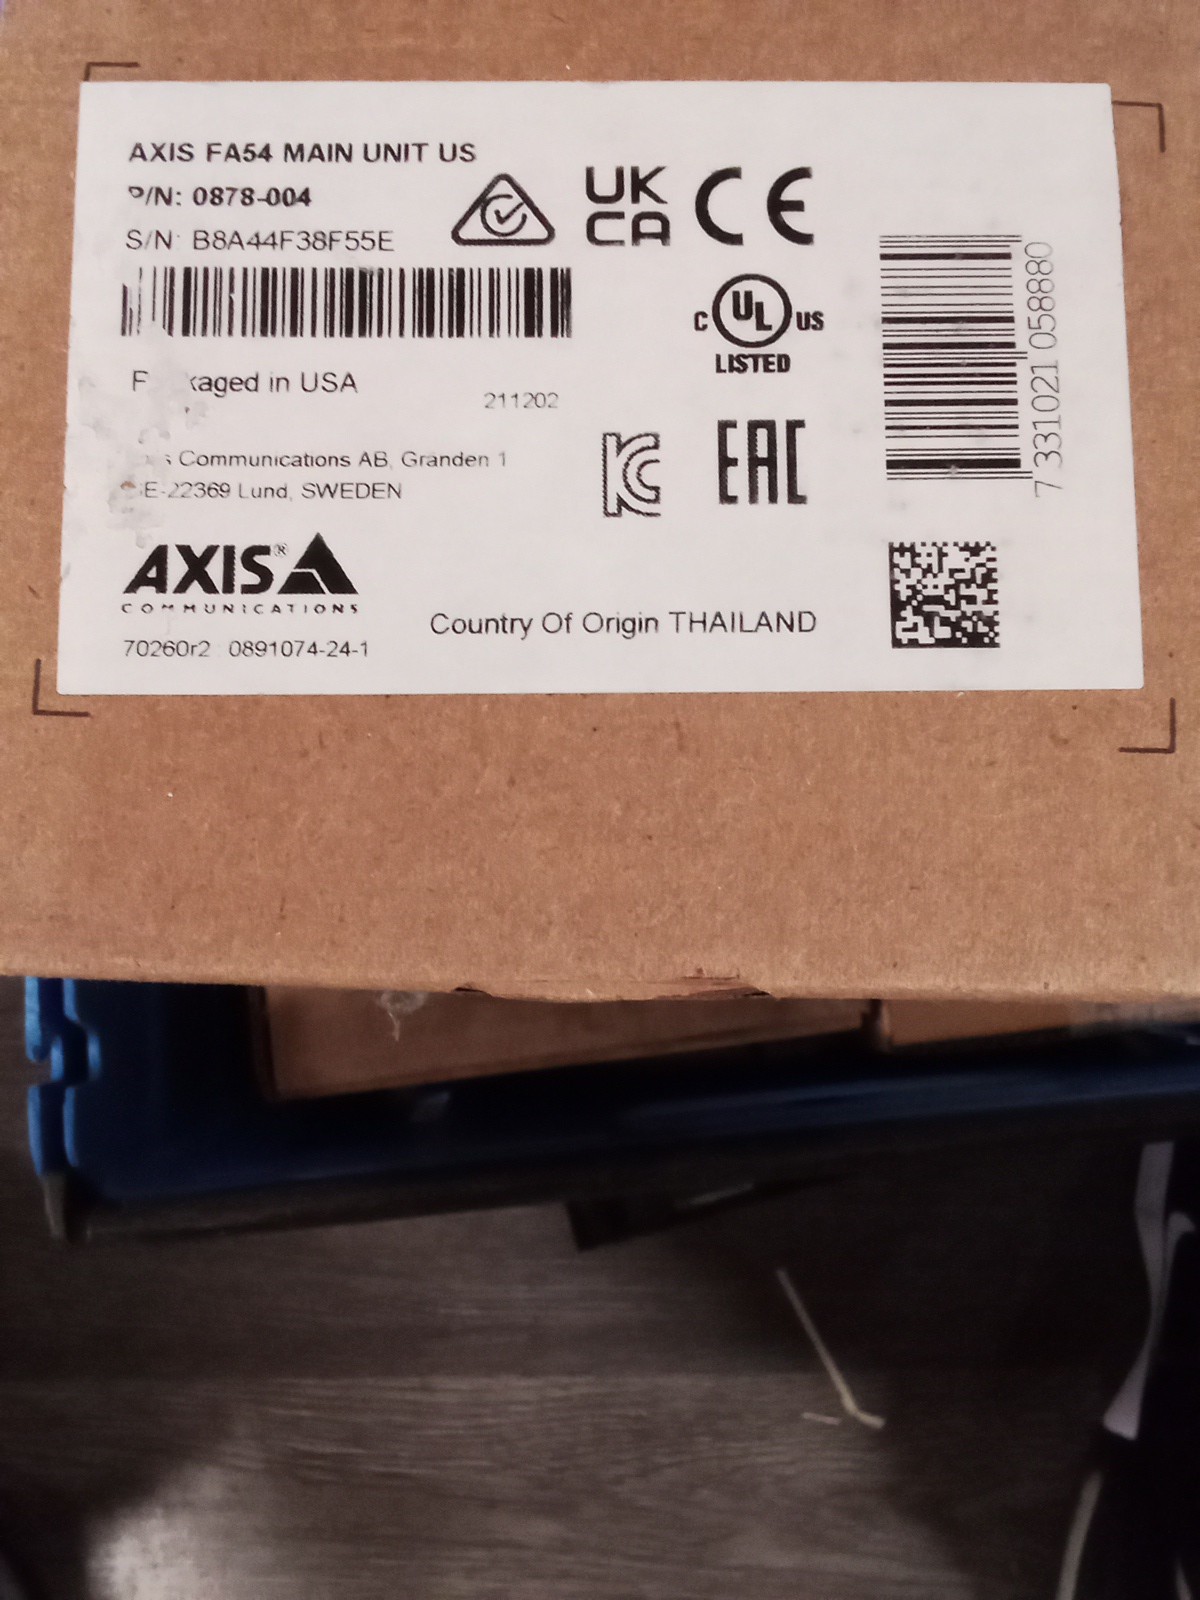 AXIS FA54 MAIN UNIT US
P/N: 0878-004
S/N: B8A44F38F55E
UK
CA
CE
C UL US
LISTED
in USA
211202
Communications AB, Granden 1
SE-22369 Lund, SWEDEN
KC
EAC
7 331021 058880
AXIS®
COMMUNICATIONS
Country Of Origin THAILAND
70260r2 0891074-24-1